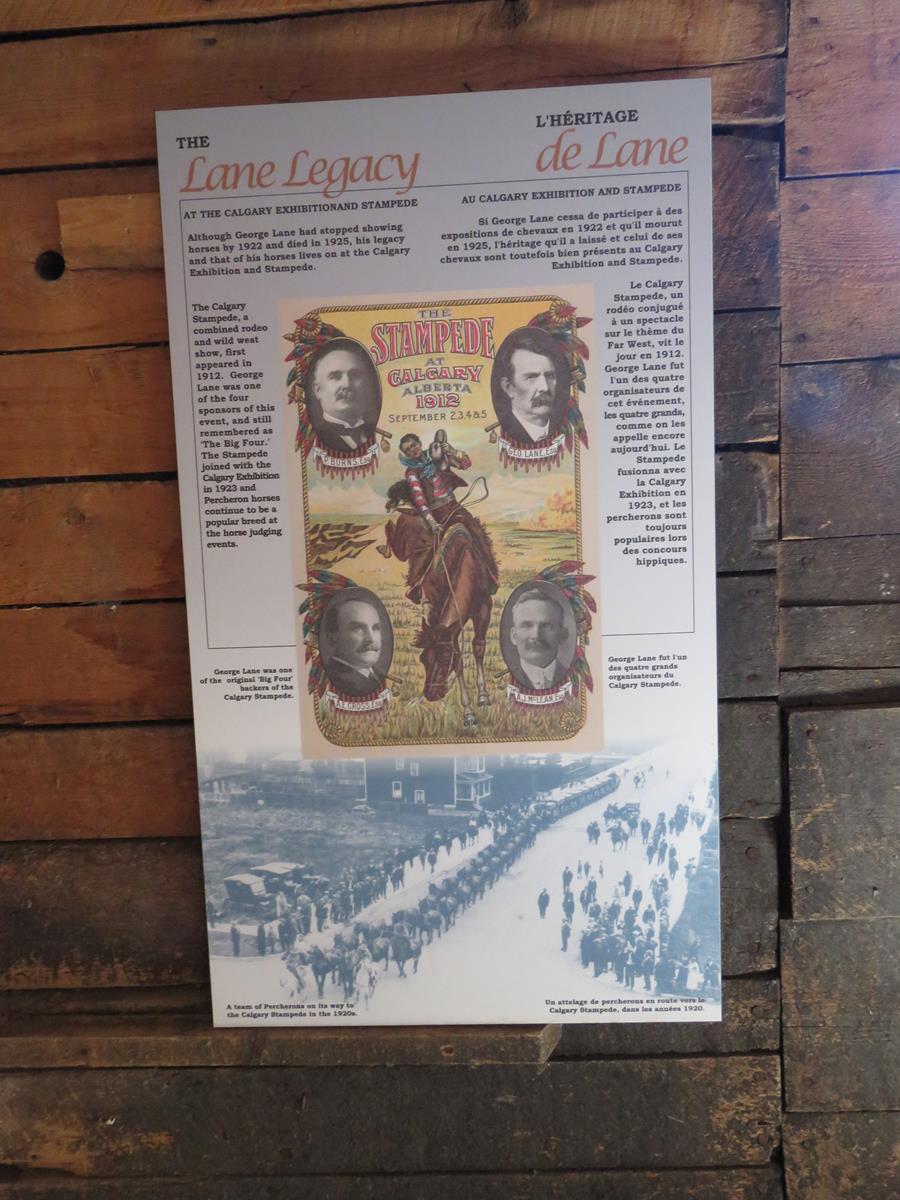 THE
Lane Legacy
AT THE CALGARY EXHIBITIONAND STAMPEDE
Although George Lane had stopped showing
horses by 1922 and died in 1925, his legacy
and that of his horses lives on at the Calgary
Exhibition and Stampede.
The Calgary
Stampede, a
combined rodeo
and wild west
show, first
appeared in
1912. George
Lane was one
of the four
sponsors of this
event, and still
remembered as
'The Big Four.'
The Stampede
joined with the
Calgary Exhibition
in 1923 and
Percheron horses
continue to be a
popular breed at
the horse judging
events.
L'HÉRITAGE
de Lane
AU CALGARY EXHIBITION AND STAMPEDE
Si George Lane cessa de participer à des
expositions de chevaux en 1922 et qu'il mourut
en 1925, l'héritage qu'il a laissé et celui de ses
chevaux sont toutefois bien présents au Calgary
Exhibition and Stampede.
Le Calgary
Stampede, un
rodéo conjugué
à un spectacle
sur le thème du
Far West, vit le
jour en 1912.
George Lane fut
l'un des quatre
organisateurs de
cet événement,
les quatre grands,
comme on les
appelle encore
aujourd'hui. Le
Stampede
fusionna avec
la Calgary
Exhibition en
1923, et les
percherons sont
toujours
populaires lors
des concours
hippiques.
THE
STAMPEDE
AT
CALGARY
ALBERTA
1912
SEPTEMBER 2,3,4,&5
P. BURNS, Esq.
GEO. LANE, Esq.
A.E. CROSS, Esq.
A.J. McLEAN, Esq.
George Lane was one
of the original 'Big Four'
backers of the
Calgary Stampede.
George Lane fut l'un
des quatre grands
organisateurs du
Calgary Stampede.
A team of Percherons on its way to
the Calgary Stampede in the 1920s.
Un attelage de percherons en route vers le
Calgary Stampede, dans les années 1920.